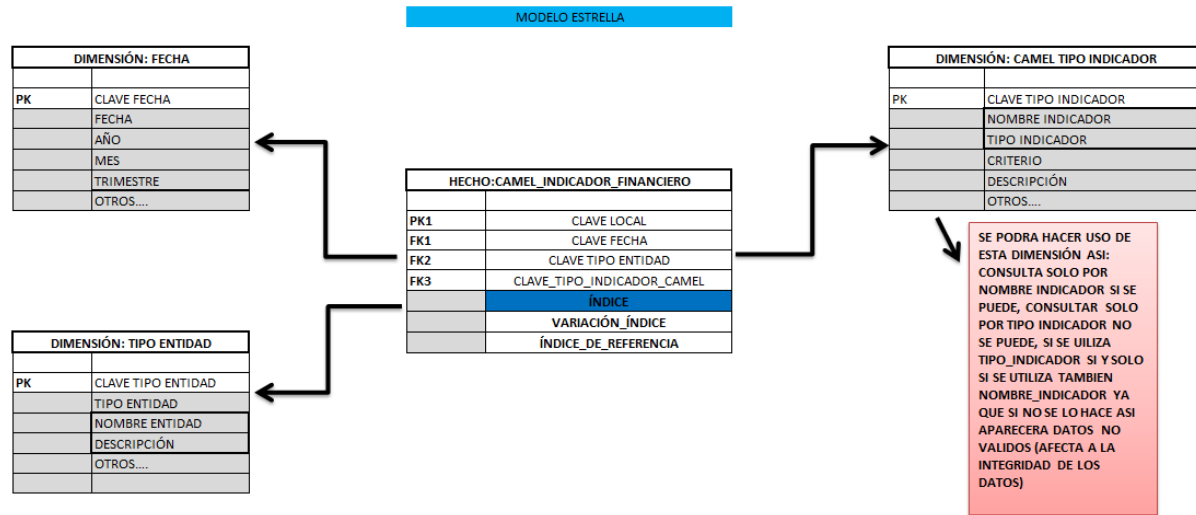 MODELO ESTRELLA
DIMENSIÓN: FECHA
PK CLAVE FECHA
FECHA
AÑO
MES
TRIMESTRE
OTROS....
DIMENSIÓN: TIPO ENTIDAD
PK CLAVE TIPO ENTIDAD
TIPO ENTIDAD
NOMBRE ENTIDAD
DESCRIPCIÓN
OTROS....
HECHO:CAMEL_INDICADOR_FINANCIERO
PK1 CLAVE LOCAL
FK1 CLAVE FECHA
FK2 CLAVE TIPO ENTIDAD
FK3 CLAVE_TIPO_INDICADOR_CAMEL
ÍNDICE
VARIACIÓN_ÍNDICE
ÍNDICE_DE_REFERENCIA
DIMENSIÓN: CAMEL TIPO INDICADOR
PK CLAVE TIPO INDICADOR
NOMBRE INDICADOR
TIPO INDICADOR
CRITERIO
DESCRIPCIÓN
OTROS....
SE PODRA HACER USO DE
ESTA DIMENSIÓN ASI:
CONSULTA SOLO POR
NOMBRE INDICADOR SI SE
PUEDE, CONSULTAR SOLO
POR TIPO INDICADOR NO
SE PUEDE, SI SE UILIZA
TIPO_INDICADOR SI Y SOLO
SI SE UTILIZA TAMBIEN
NOMBRE_INDICADOR YA
QUE SI NO SE LO HACE ASI
APARECERA DATOS NO
VALIDOS (AFECTA A LA
INTEGRIDAD DE LOS
DATOS)